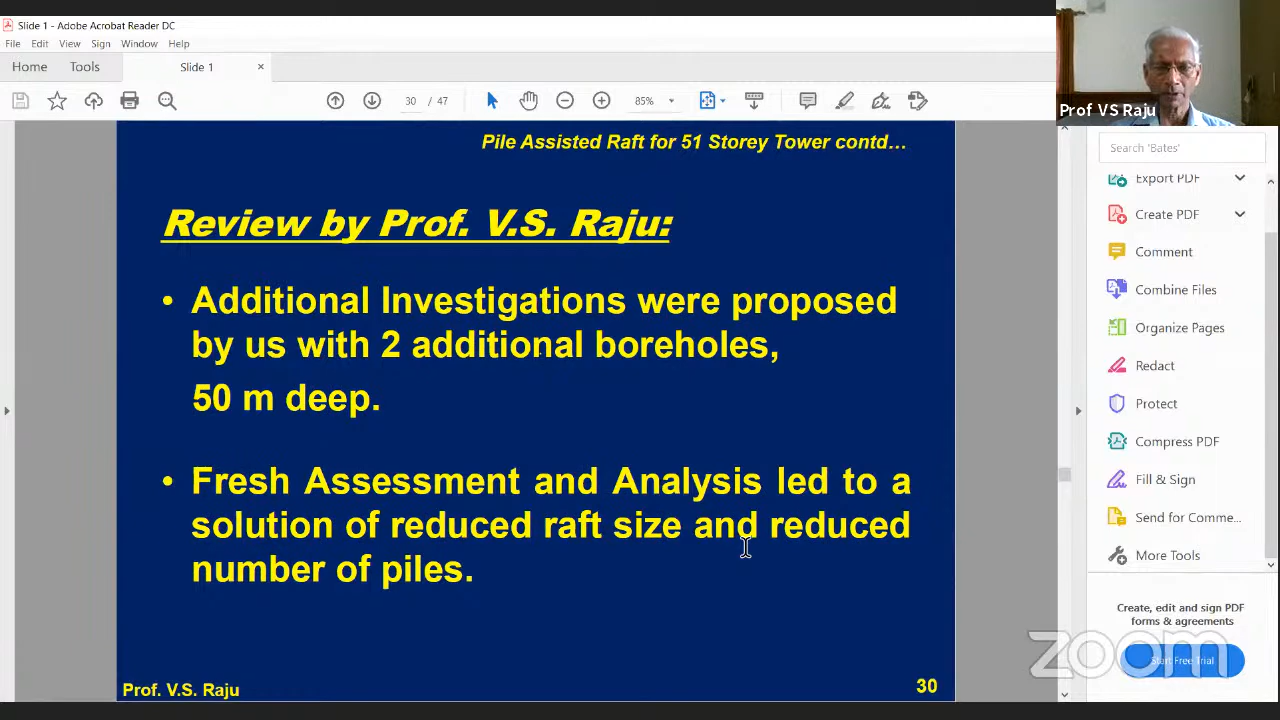 Slide 1 - Adobe Acrobat Reader DC
File Edit View Sign Window Help
Home Tools Slide 1 ×
30 / 47 85%
Prof VS Raju
Search 'Bates'
Export PDF
Create PDF
Comment
Combine Files
Organize Pages
Redact
Protect
Compress PDF
Fill & Sign
Send for Comme...
More Tools
Create, edit and sign PDF
forms & agreements
Start Free Trial
zoom
Pile Assisted Raft for 51 Storey Tower contd...
Review by Prof. V.S. Raju:
• Additional Investigations were proposed
by us with 2 additional boreholes,
50 m deep.
• Fresh Assessment and Analysis led to a
solution of reduced raft size and reduced
number of piles.
Prof. V.S. Raju
30